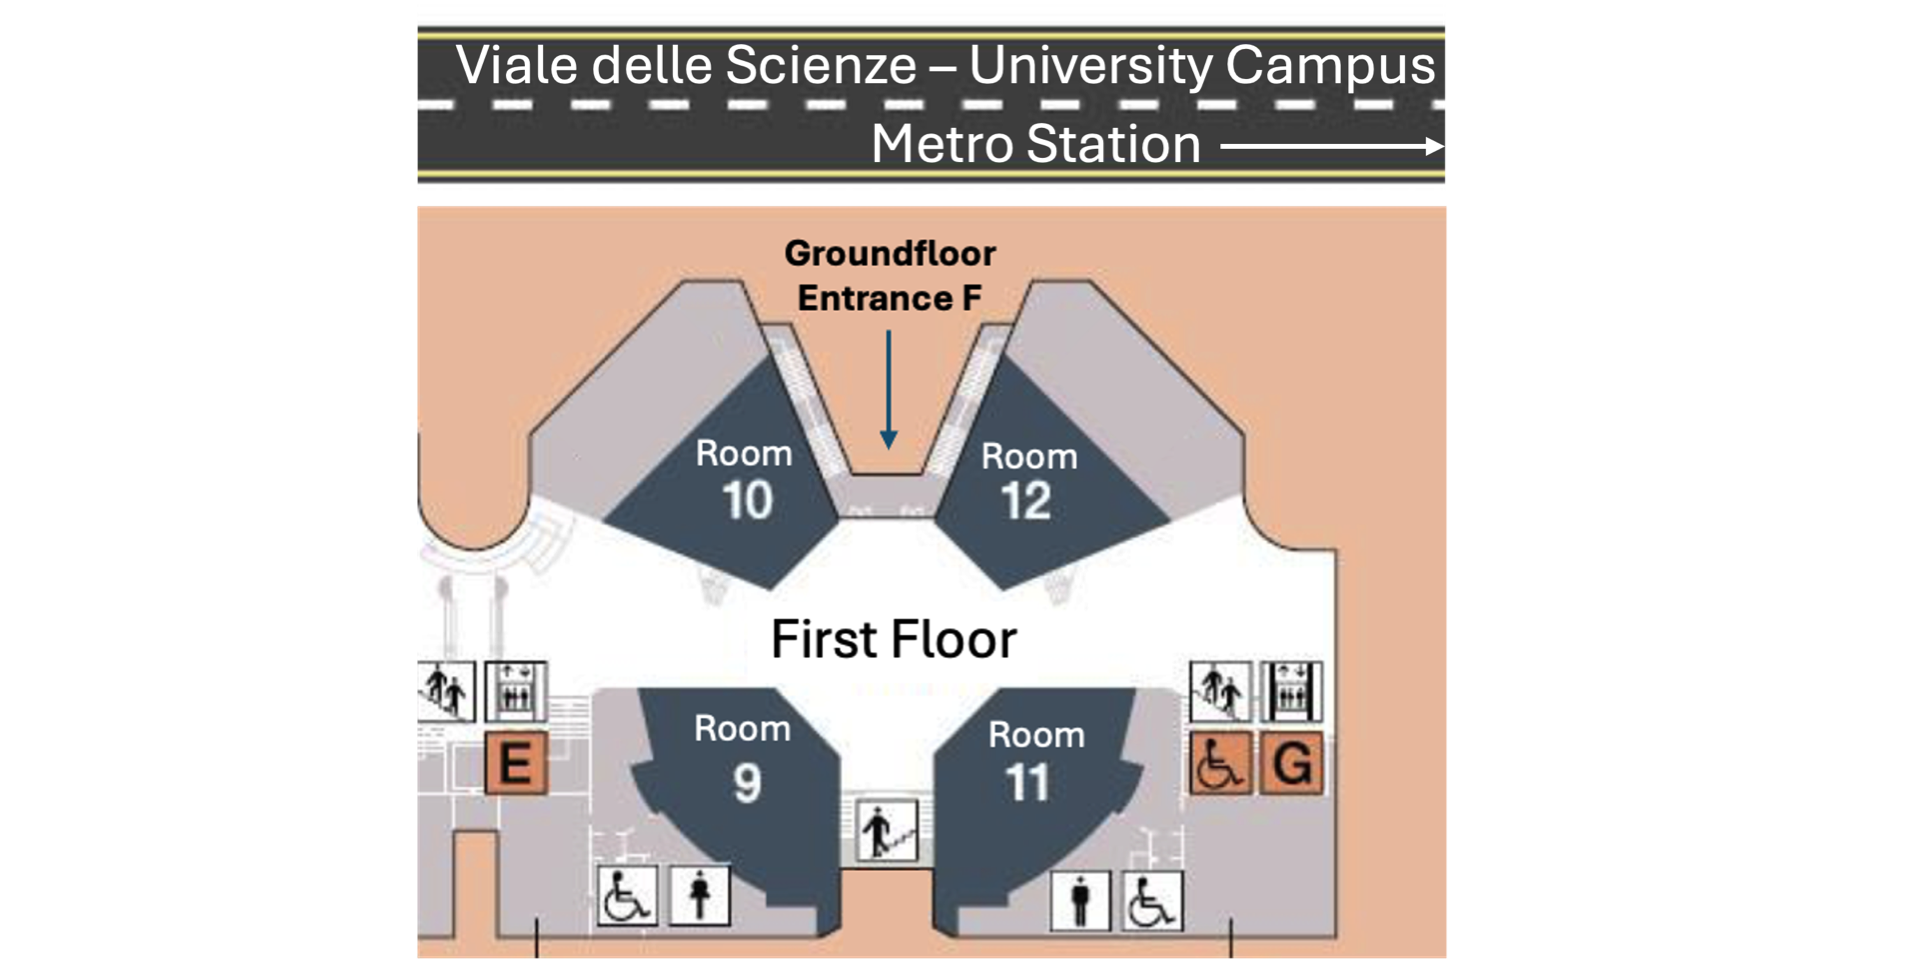 Viale delle Scienze – University Campus
Metro Station
Groundfloor
Entrance F
Room
10
Room
12
First Floor
Room
9
Room
11
E
G